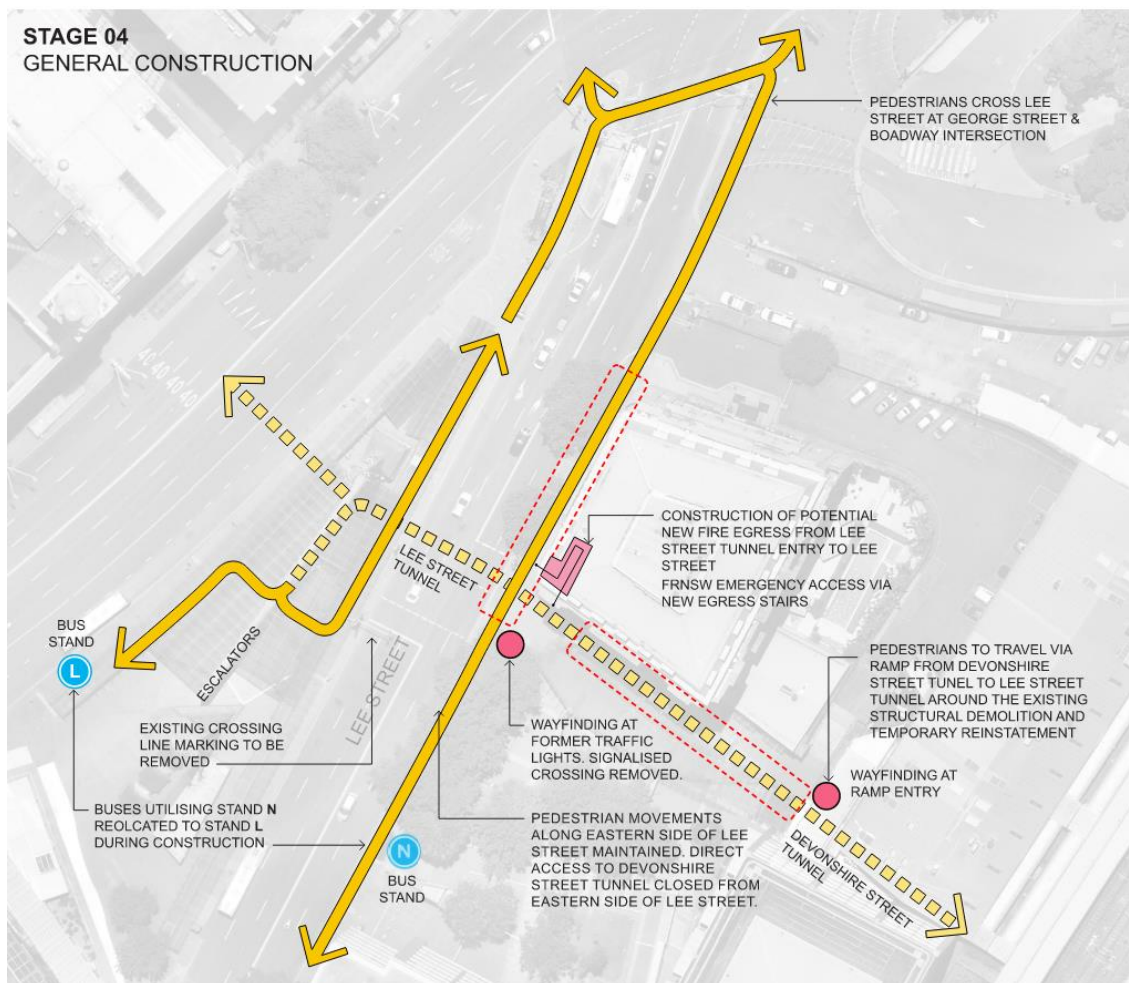 STAGE 04
GENERAL CONSTRUCTION
PEDESTRIANS CROSS LEE
STREET AT GEORGE STREET &
BOADWAY INTERSECTION
40 40 40 40
LEE STREET
TUNNEL
CONSTRUCTION OF POTENTIAL
NEW FIRE EGRESS FROM LEE
STREET TUNNEL ENTRY TO LEE
STREET
FRNSW EMERGENCY ACCESS VIA
NEW EGRESS STAIRS
BUS
STAND
L
ESCALATORS
LEE STREET
PEDESTRIANS TO TRAVEL VIA
RAMP FROM DEVONSHIRE
STREET TUNEL TO LEE STREET
TUNNEL AROUND THE EXISTING
STRUCTURAL DEMOLITION AND
TEMPORARY REINSTATEMENT
EXISTING CROSSING
LINE MARKING TO BE
REMOVED
WAYFINDING AT
FORMER TRAFFIC
LIGHTS. SIGNALISED
CROSSING REMOVED.
WAYFINDING AT
RAMP ENTRY
BUSES UTILISING STAND N
REOLCATED TO STAND L
DURING CONSTRUCTION
PEDESTRIAN MOVEMENTS
ALONG EASTERN SIDE OF LEE
STREET MAINTAINED. DIRECT
ACCESS TO DEVONSHIRE
STREET TUNNEL CLOSED FROM
EASTERN SIDE OF LEE STREET.
N
BUS
STAND
DEVONSHIRE STREET
TUNNEL